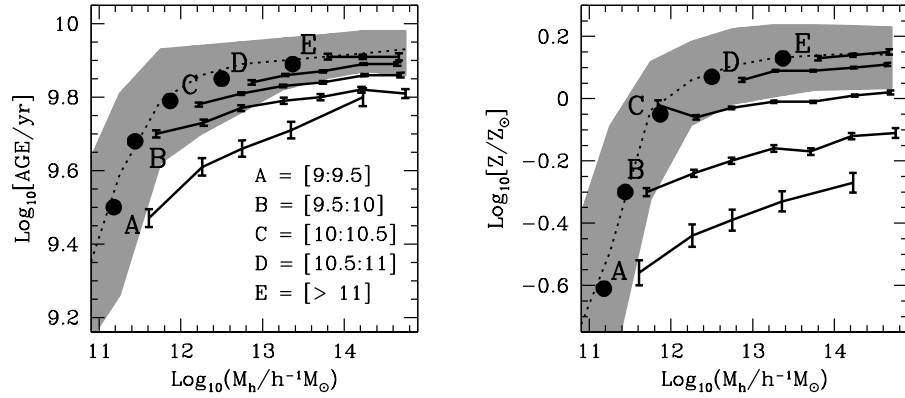 10
9.8
9.6
9.4
9.2
11 12 13 14
Log₁₀[AGE/yr]
Log₁₀(Mₕ/h⁻¹M⊙)
A
B
C
D
E
A = [9:9.5]
B = [9.5:10]
C = [10:10.5]
D = [10.5:11]
E = [> 11]
0.2
0
-0.2
-0.4
-0.6
11 12 13 14
Log₁₀[Z/Z⊙]
Log₁₀(Mₕ/h⁻¹M⊙)
A
B
C
D
E